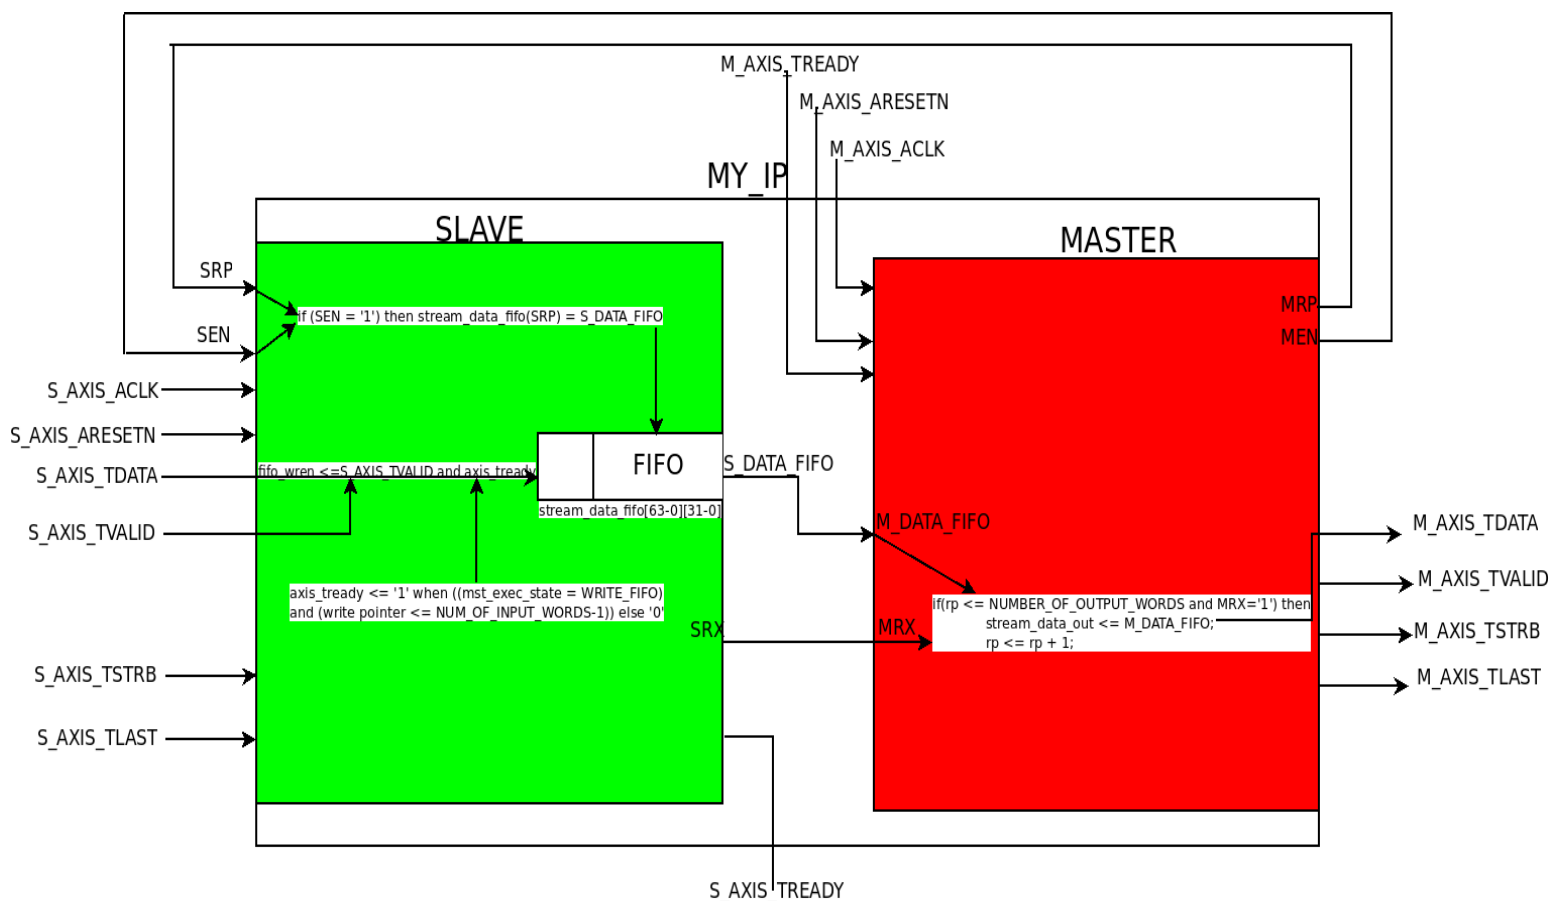 M_AXIS_TREADY
M_AXIS_ARESETN
M_AXIS_ACLK
MY_IP
SLAVE
MASTER
SRP
SEN
if (SEN = '1') then stream_data_fifo(SRP) = S_DATA_FIFO
MRP
MEN
S_AXIS_ACLK
S_AXIS_ARESETN
S_AXIS_TDATA
fifo_wren <=S_AXIS_TVALID and axis_tready
FIFO
S_DATA_FIFO
stream_data_fifo[63-0][31-0]
S_AXIS_TVALID
M_DATA_FIFO
M_AXIS_TDATA
M_AXIS_TVALID
axis_tready <= '1' when ((mst_exec_state = WRITE_FIFO)
and (write pointer <= NUM_OF_INPUT_WORDS-1)) else '0'
if(rp <= NUMBER_OF_OUTPUT_WORDS and MRX='1') then
stream_data_out <= M_DATA_FIFO;
rp <= rp + 1;
SRX
MRX
M_AXIS_TSTRB
M_AXIS_TLAST
S_AXIS_TSTRB
S_AXIS_TLAST
S_AXIS_TREADY